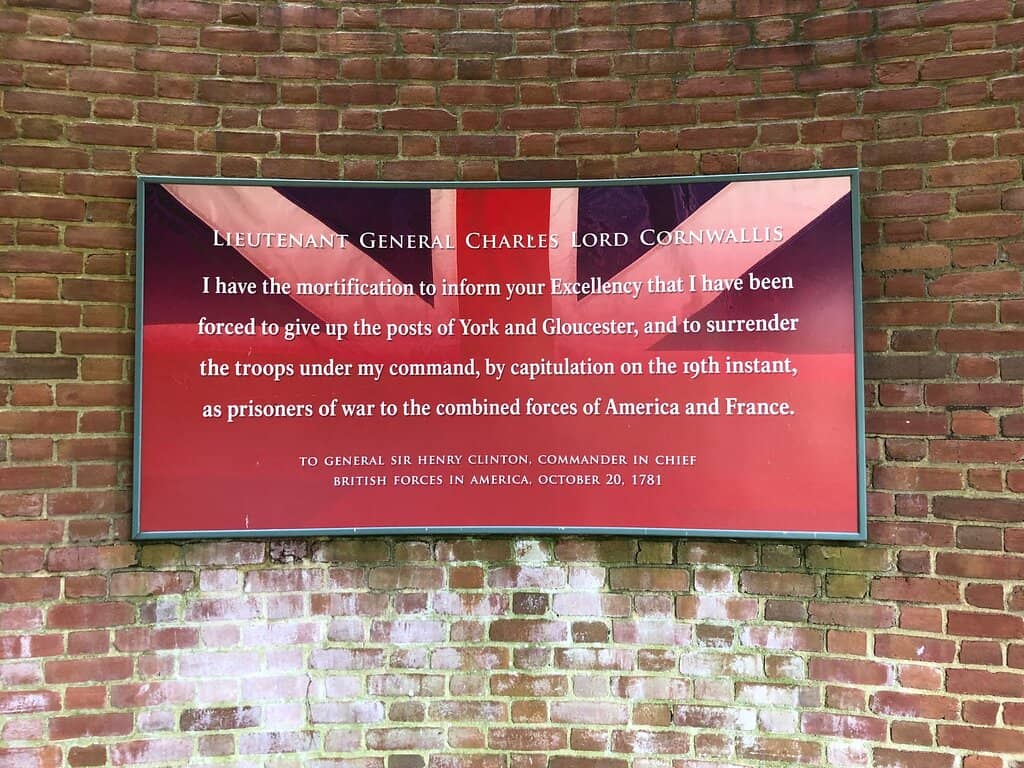 Lieutenant General Charles Lord Cornwallis
I have the mortification to inform your Excellency that I have been
forced to give up the posts of York and Gloucester, and to surrender
the troops under my command, by capitulation on the 19th instant,
as prisoners of war to the combined forces of America and France.
TO GENERAL SIR HENRY CLINTON, COMMANDER IN CHIEF
BRITISH FORCES IN AMERICA, OCTOBER 20, 1781